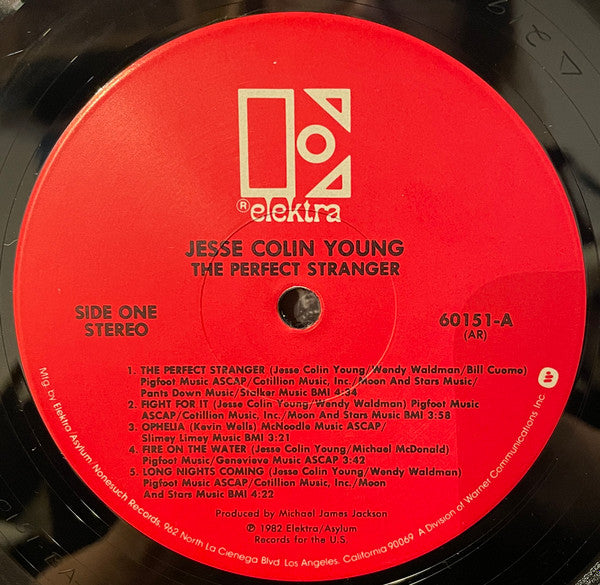 ® elektra
JESSE COLIN YOUNG
THE PERFECT STRANGER
SIDE ONE
STEREO
60151-A
(AR)
1. THE PERFECT STRANGER (Jesse Colin Young/Wendy Waldman/Bill Cuomo)
Pigfoot Music ASCAP/Cotillion Music, Inc./Moon And Stars Music/
Pants Down Music/Stalker Music BMI 4:34
2. FIGHT FOR IT (Jesse Colin Young/Wendy Waldman) Pigfoot Music
ASCAP/Cotillion Music, Inc./Moon And Stars Music BMI 3:58
3. OPHELIA (Kevin Wells) McNoodle Music ASCAP/
Slimey Limey Music BMI 3:21
4. FIRE ON THE WATER (Jesse Colin Young/Michael McDonald)
Pigfoot Music/Genevieve Music ASCAP 3:42
5. LONG NIGHTS COMING (Jesse Colin Young/Wendy Waldman)
Pigfoot Music ASCAP/Cotillion Music, Inc./Moon
And Stars Music BMI 4:22
Produced by Michael James Jackson
℗ 1982 Elektra/Asylum
Records for the U.S.
Mfg. by Elektra/Asylum/Nonesuch Records, 962 North La Cienega Blvd. Los Angeles, California 90069. A Division of Warner Communications Inc.